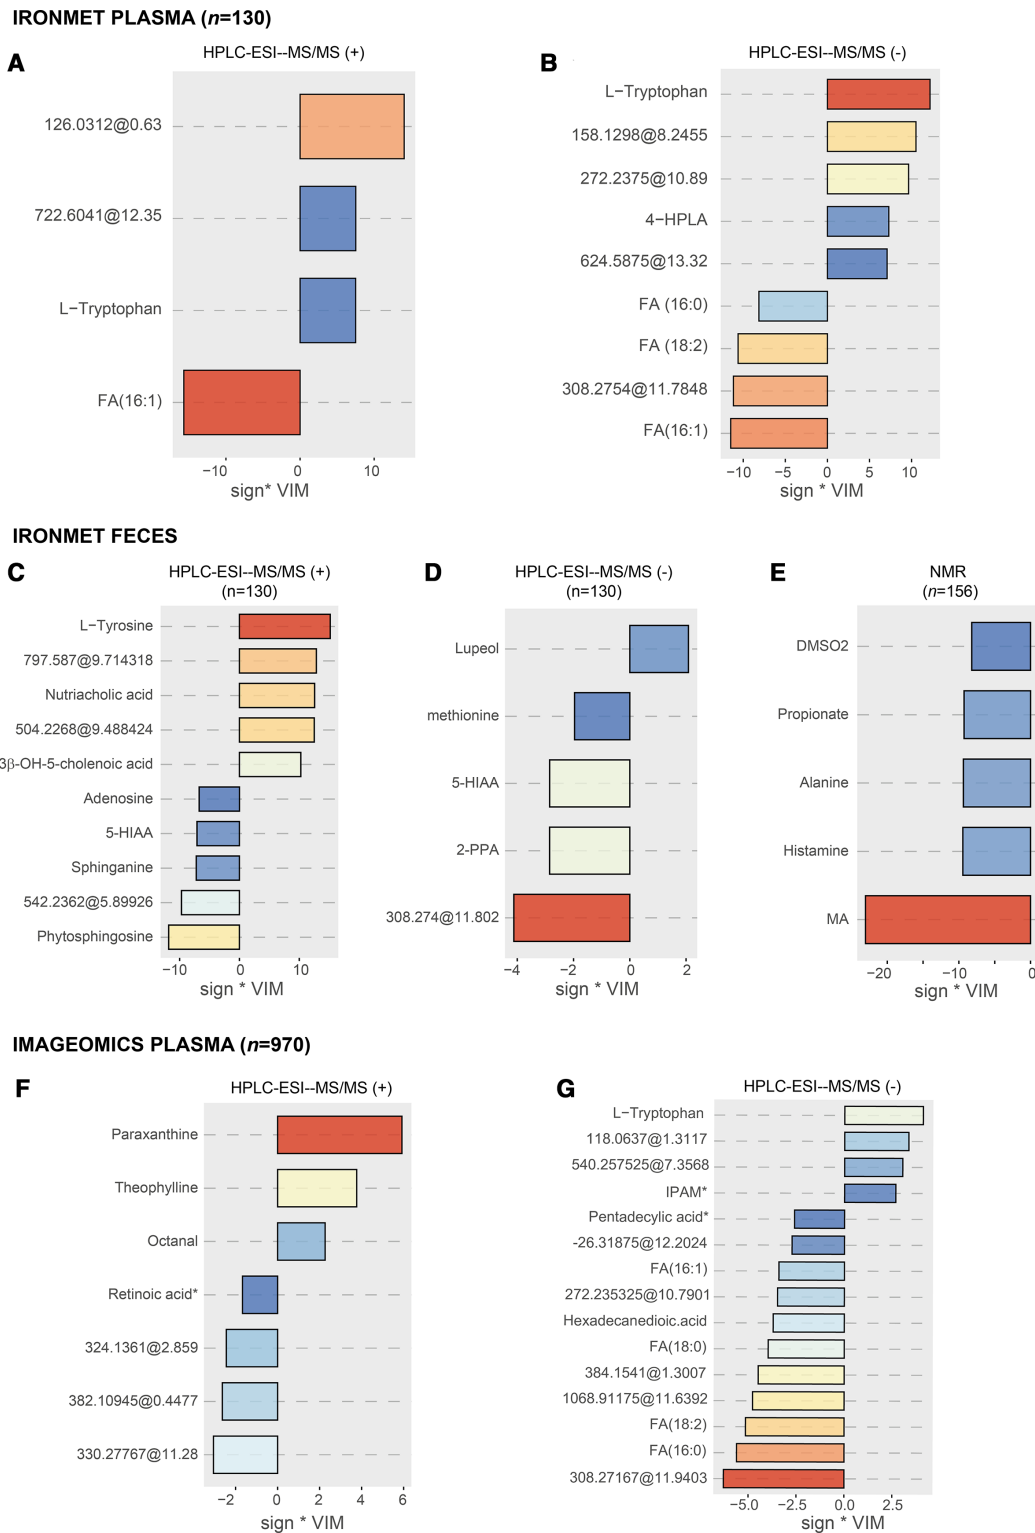 IRONMET PLASMA (n=130)
A
HPLC-ESI--MS/MS (+)
126.0312@0.63
722.6041@12.35
L−Tryptophan
FA(16:1)
−10
0
10
sign* VIM
B
HPLC-ESI--MS/MS (-)
L−Tryptophan
158.1298@8.2455
272.2375@10.89
4−HPLA
624.5875@13.32
FA (16:0)
FA (18:2)
308.2754@11.7848
FA(16:1)
−10
−5
0
5
10
sign * VIM
IRONMET FECES
C
HPLC-ESI--MS/MS (+)
(n=130)
L−Tyrosine
797.587@9.714318
Nutriacholic acid
504.2268@9.488424
3β-OH-5-cholenoic acid
Adenosine
5-HIAA
Sphinganine
542.2362@5.89926
Phytosphingosine
−10
0
10
sign * VIM
D
HPLC-ESI--MS/MS (-)
(n=130)
Lupeol
methionine
5-HIAA
2-PPA
308.274@11.802
−4
−2
0
2
sign * VIM
E
NMR
(n=156)
DMSO2
Propionate
Alanine
Histamine
MA
−20
−10
0
sign * VIM
IMAGEOMICS PLASMA (n=970)
F
HPLC-ESI--MS/MS (+)
Paraxanthine
Theophylline
Octanal
Retinoic acid*
324.1361@2.859
382.10945@0.4477
330.27767@11.28
−2
0
2
4
6
sign * VIM
G
HPLC-ESI--MS/MS (-)
L−Tryptophan
118.0637@1.3117
540.257525@7.3568
IPAM*
Pentadecylic acid*
-26.31875@12.2024
FA(16:1)
272.235325@10.7901
Hexadecanedioic.acid
FA(18:0)
384.1541@1.3007
1068.91175@11.6392
FA(18:2)
FA(16:0)
308.27167@11.9403
−5.0
−2.5
0.0
2.5
sign * VIM